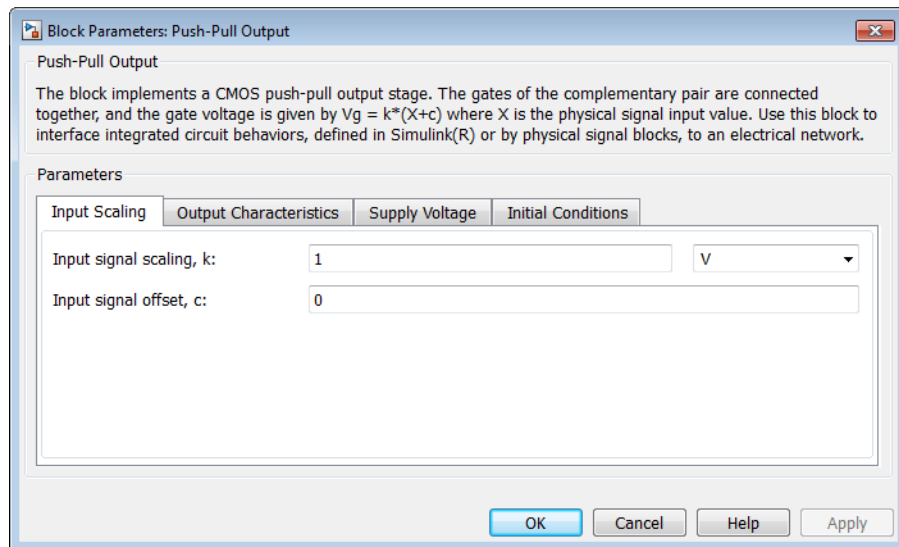 Block Parameters: Push-Pull Output
Push-Pull Output
The block implements a CMOS push-pull output stage. The gates of the complementary pair are connected
together, and the gate voltage is given by Vg = k*(X+c) where X is the physical signal input value. Use this block to
interface integrated circuit behaviors, defined in Simulink(R) or by physical signal blocks, to an electrical network.
Parameters
Input Scaling Output Characteristics Supply Voltage Initial Conditions
Input signal scaling, k: 1 V
Input signal offset, c: 0
OK Cancel Help Apply